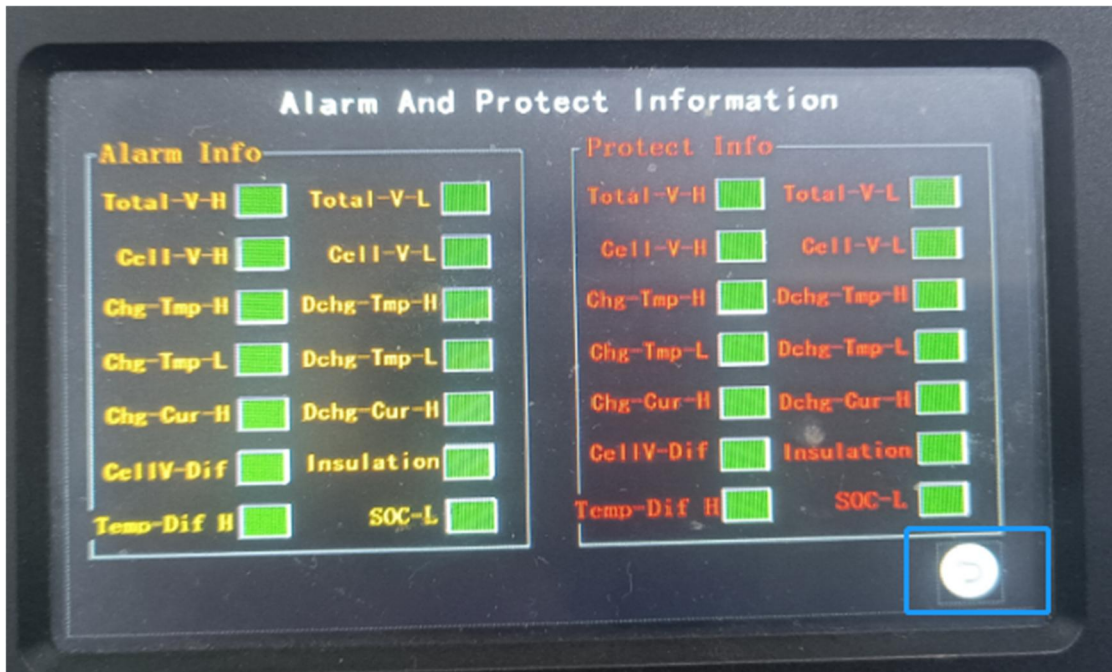 Alarm And Protect Information
Alarm Info
Total-V-H Total-V-L
Cell-V-H Cell-V-L
Chg-Tmp-H Dchg-Tmp-H
Chg-Tmp-L Dchg-Tmp-L
Chg-Cur-H Dchg-Cur-H
CellV-Dif Insulation
Temp-Dif H SOC-L
Protect Info
Total-V-H Total-V-L
Cell-V-H Cell-V-L
Chg-Tmp-H Dchg-Tmp-H
Chg-Tmp-L Dchg-Tmp-L
Chg-Cur-H Dchg-Cur-H
CellV-Dif Insulation
Temp-Dif H SOC-L